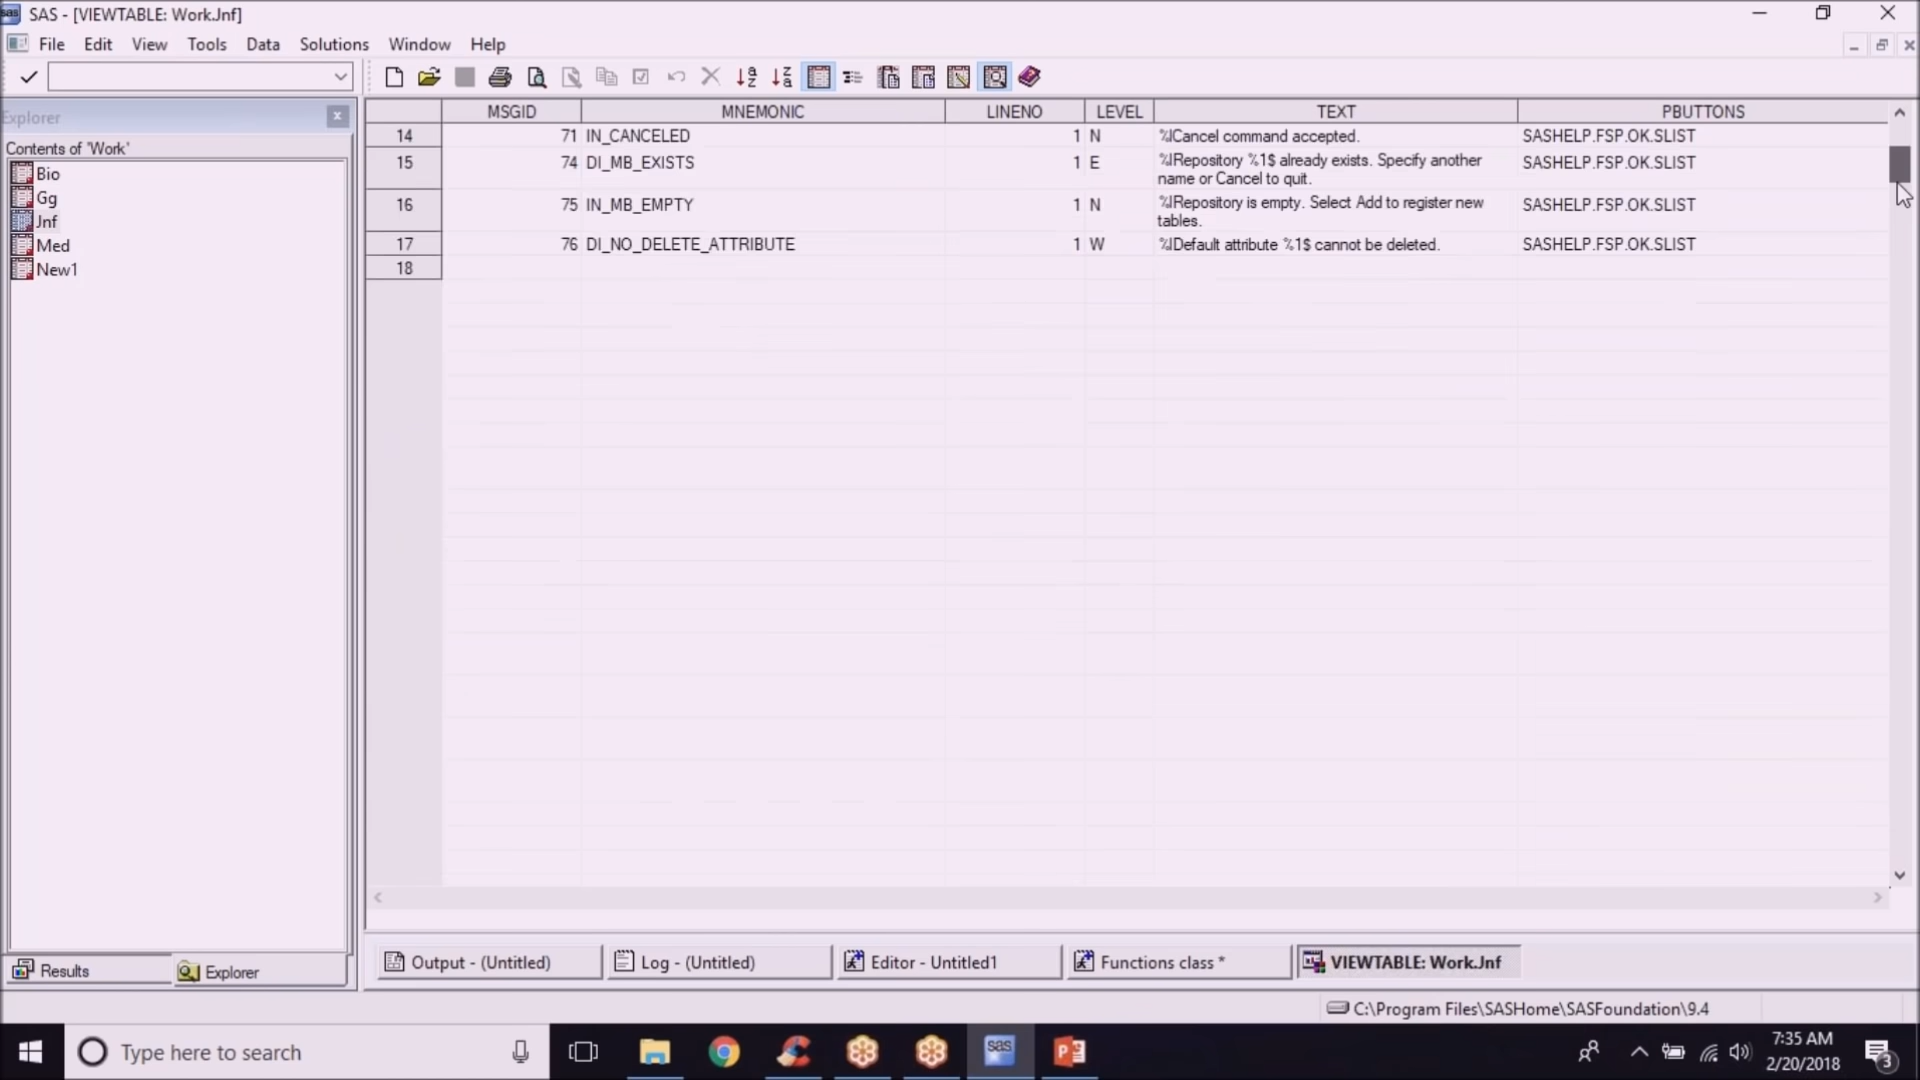 SAS - [VIEWTABLE: Work.Jnf]
File Edit View Tools Data Solutions Window Help
Explorer
Contents of 'Work'
Bio
Gg
Jnf
Med
New1
MSGID MNEMONIC LINENO LEVEL TEXT PBUTTONS
14 71 IN_CANCELED 1 N %lCancel command accepted. SASHELP.FSP.OK.SLIST
15 74 DI_MB_EXISTS 1 E %lRepository %1$ already exists. Specify another SASHELP.FSP.OK.SLIST
name or Cancel to quit.
16 75 IN_MB_EMPTY 1 N %lRepository is empty. Select Add to register new SASHELP.FSP.OK.SLIST
tables.
17 76 DI_NO_DELETE_ATTRIBUTE 1 W %lDefault attribute %1$ cannot be deleted. SASHELP.FSP.OK.SLIST
18
Results Explorer
Output - (Untitled) Log - (Untitled) Editor - Untitled1 Functions class * VIEWTABLE: Work.Jnf
C:\Program Files\SASHome\SASFoundation\9.4
Type here to search
sas
7:35 AM
2/20/2018
3